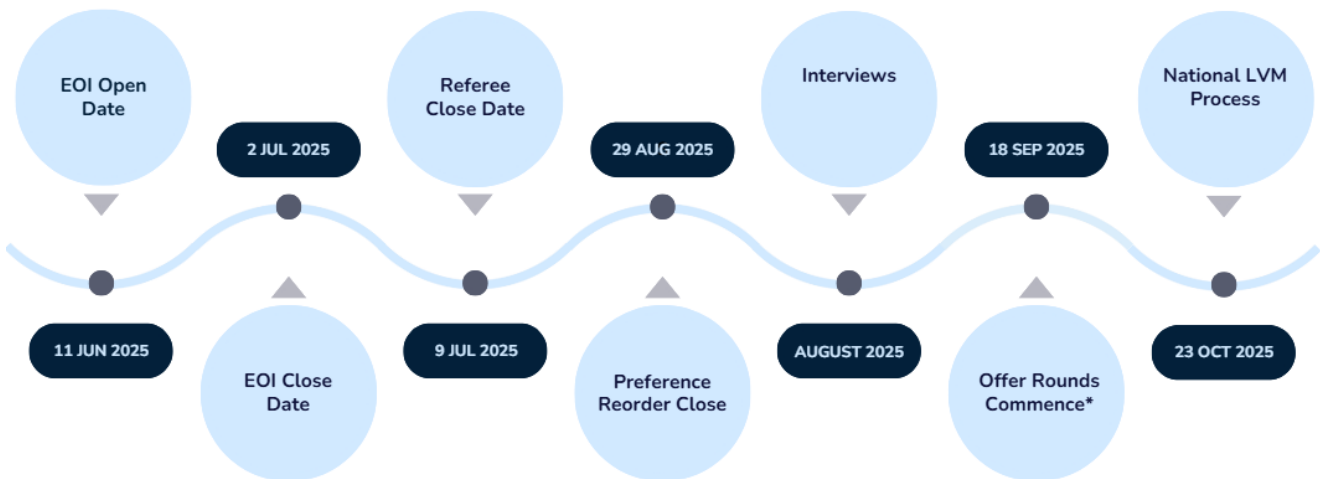 EOI Open
Date
11 JUN 2025
2 JUL 2025
EOI Close
Date
Referee
Close Date
9 JUL 2025
29 AUG 2025
Preference
Reorder Close
Interviews
AUGUST 2025
18 SEP 2025
Offer Rounds
Commence*
National LVM
Process
23 OCT 2025